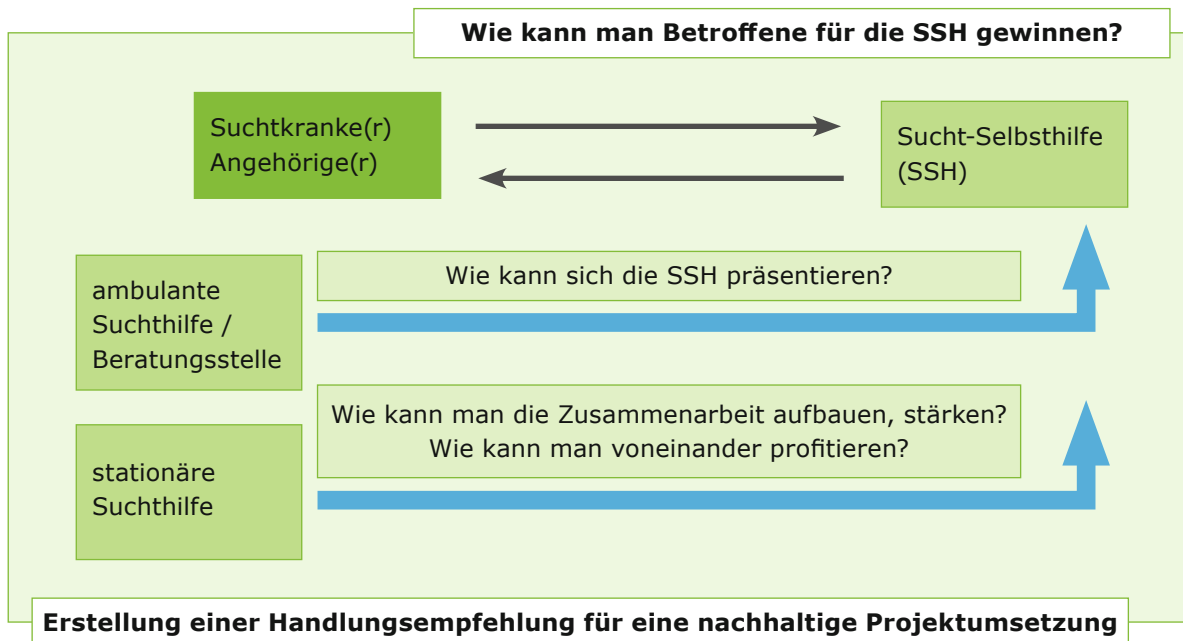 Wie kann man Betroffene für die SSH gewinnen?
Suchtkranke(r)
Angehörige(r)
Sucht-Selbsthilfe
(SSH)
ambulante
Suchthilfe /
Beratungsstelle
Wie kann sich die SSH präsentieren?
Wie kann man die Zusammenarbeit aufbauen, stärken?
Wie kann man voneinander profitieren?
stationäre
Suchthilfe
Erstellung einer Handlungsempfehlung für eine nachhaltige Projektumsetzung